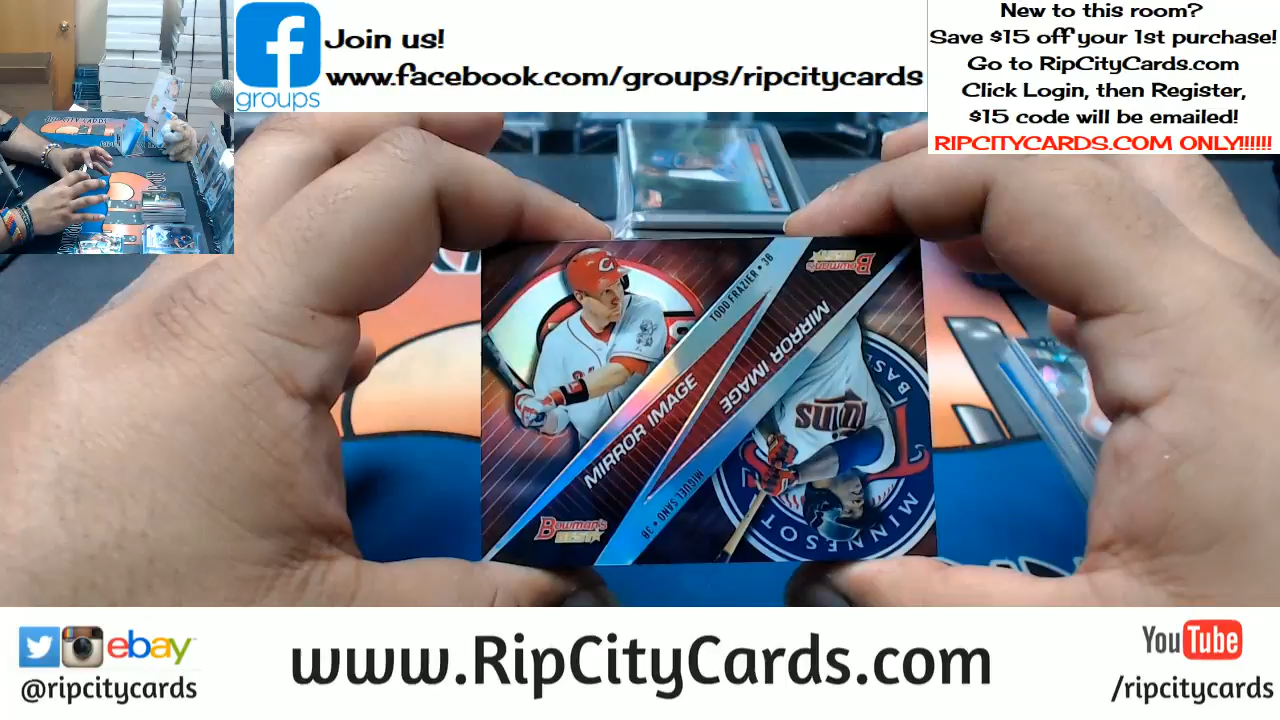 groups
Join us!
www.facebook.com/groups/ripcitycards
New to this room?
Save $15 off your 1st purchase!
Go to RipCityCards.com
Click Login, then Register,
$15 code will be emailed!
RIPCITYCARDS.COM ONLY!!!!!!
TODD FRAZIER • 3B
MIRROR IMAGE
Bowman's
BEST
Bowman's
BEST
MIRROR IMAGE
MIGUEL SANO • 3B
Twins
MINNESOT
BASE
ebay
@ripcitycards
www.RipCityCards.com
YouTube
/ripcitycards